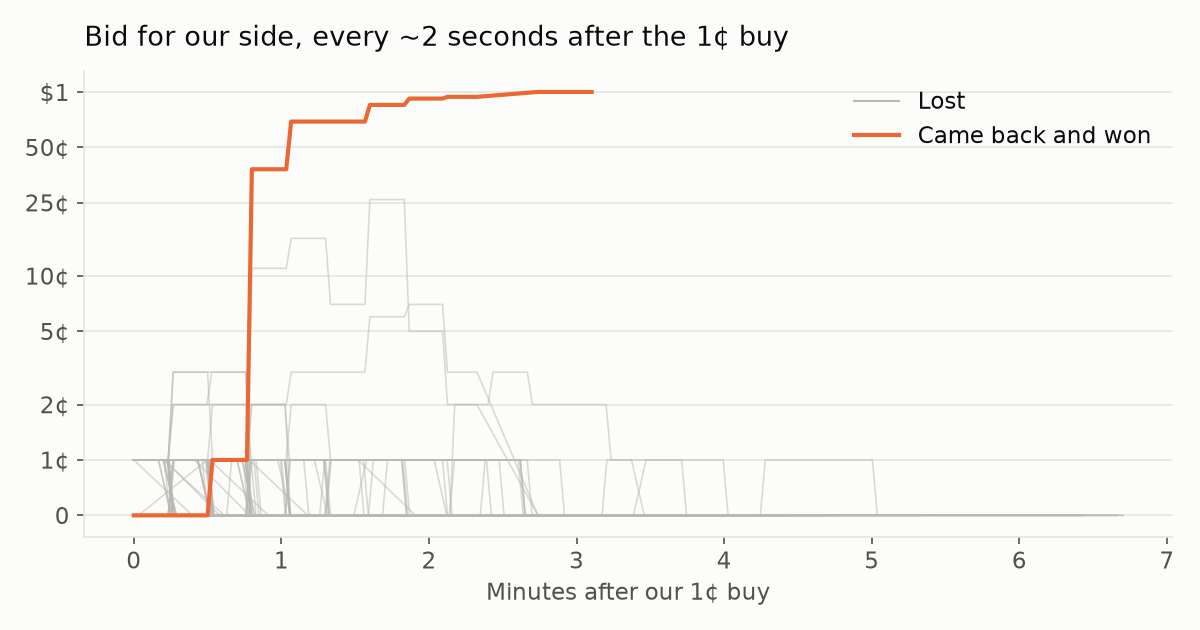 Bid for our side, every ~2 seconds after the 1¢ buy
$1
50¢
25¢
10¢
5¢
2¢
1¢
0
Lost
Came back and won
0 1 2 3 4 5 6 7
Minutes after our 1¢ buy